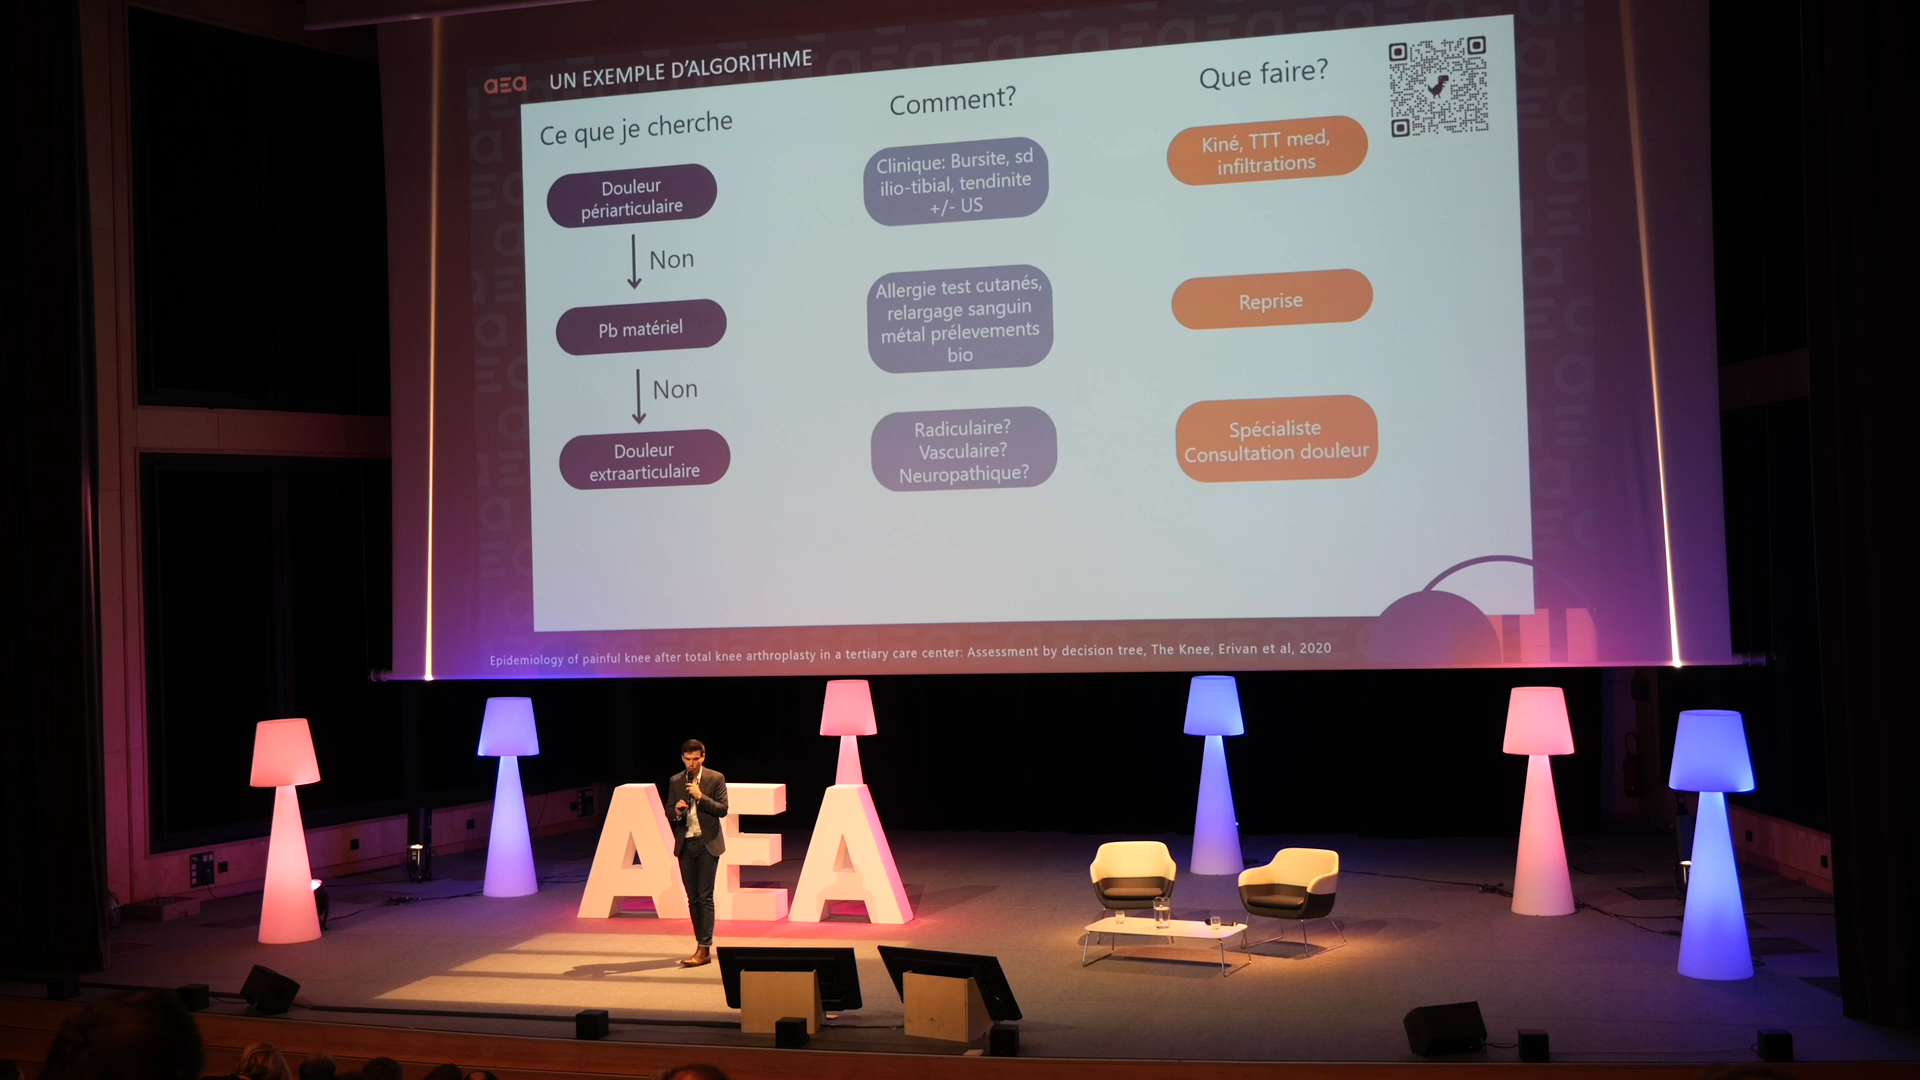 aea
UN EXEMPLE D'ALGORITHME
Ce que je cherche
Comment?
Que faire?
Douleur
périarticulaire
Clinique: Bursite, sd
ilio-tibial, tendinite
+/- US
Kiné, TTT med,
infiltrations
Non
Pb matériel
Allergie test cutanés,
relargage sanguin
métal prélevements
bio
Reprise
Non
Douleur
extraarticulaire
Radiculaire?
Vasculaire?
Neuropathique?
Spécialiste
Consultation douleur
Epidemiology of painful knee after total knee arthroplasty in a tertiary care center: Assessment by decision tree, The Knee, Erivan et al, 2020
AEA